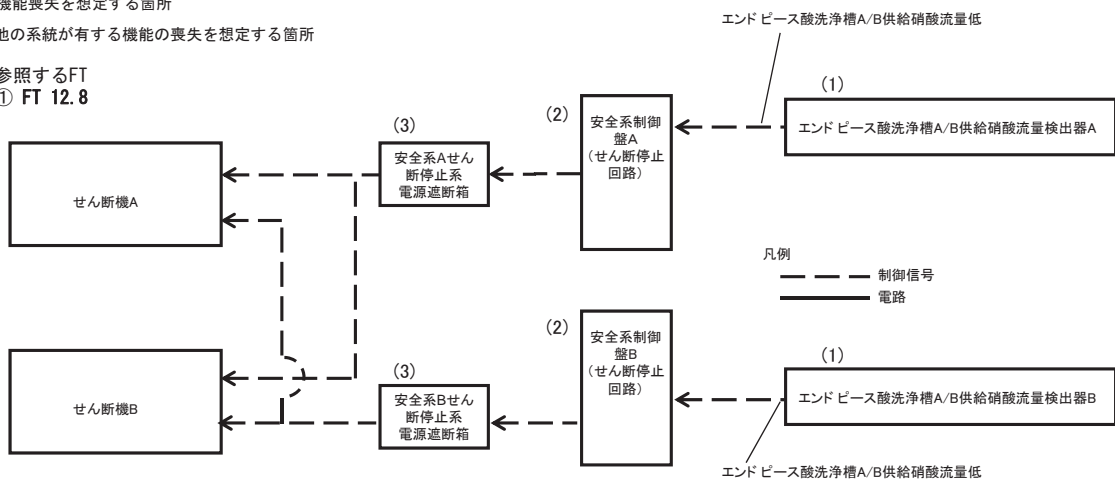 機能喪失を想定する箇所
他の系統が有する機能の喪失を想定する箇所
参照するFT
① FT 12.8
エンドピース酸洗浄槽A/B供給硝酸流量低
(1)
エンドピース酸洗浄槽A/B供給硝酸流量検出器A
(2)
安全系制御
盤A
(せん断停止
回路)
(3)
安全系Aせん
断停止系
電源遮断箱
せん断機A
凡例
制御信号
電路
(2)
安全系制御
盤B
(せん断停止
回路)
(1)
エンドピース酸洗浄槽A/B供給硝酸流量検出器B
(3)
安全系Bせん
断停止系
電源遮断箱
せん断機B
エンドピース酸洗浄槽A/B供給硝酸流量低